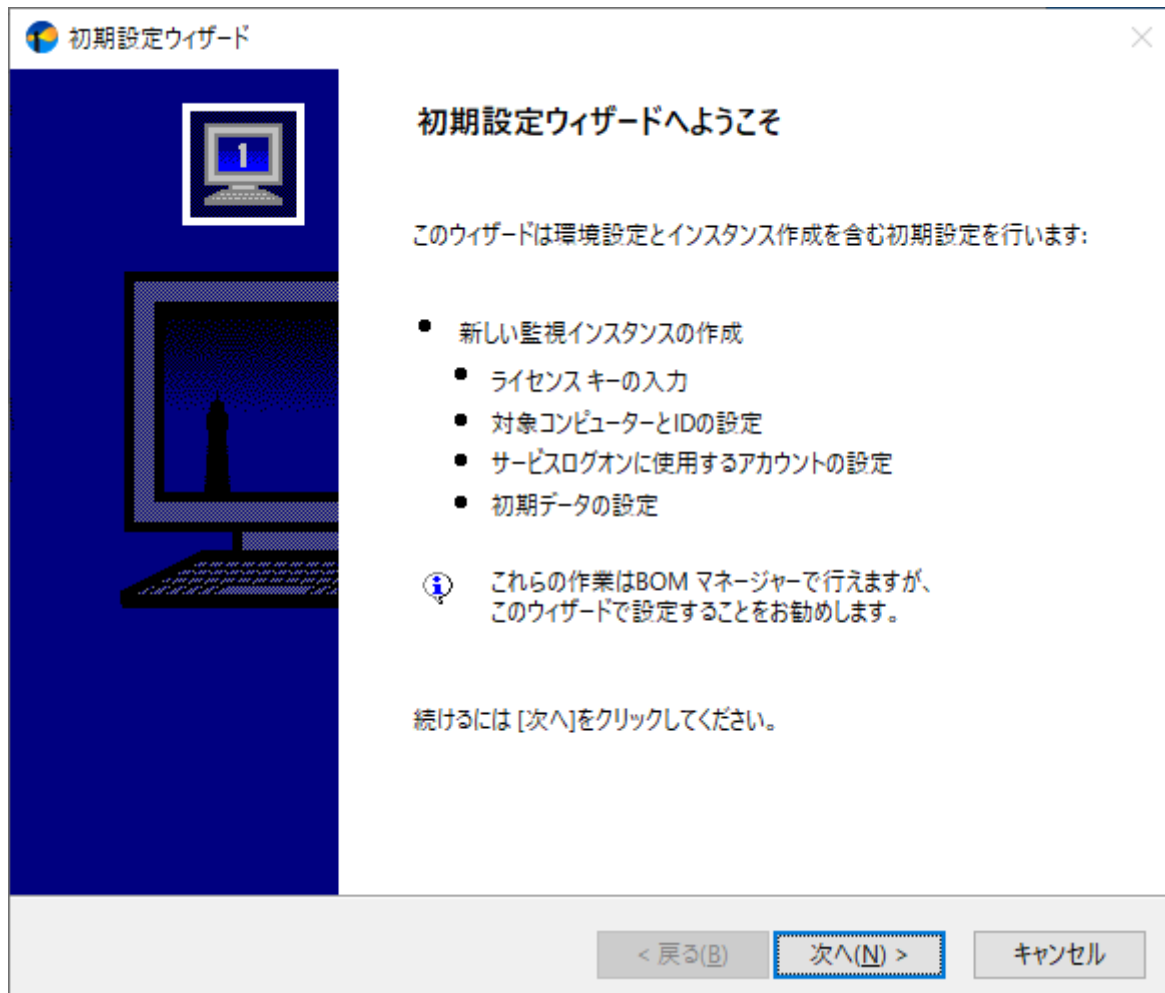 初期設定ウィザード
1
初期設定ウィザードへようこそ
このウィザードは環境設定とインスタンス作成を含む初期設定を行います:
● 新しい監視インスタンスの作成
● ライセンス キーの入力
● 対象コンピューターとIDの設定
● サービスログオンに使用するアカウントの設定
● 初期データの設定
これらの作業はBOM マネージャーで行えますが、
このウィザードで設定することをお勧めします。
続けるには [次へ]をクリックしてください。
< 戻る(B)
次へ(N) >
キャンセル